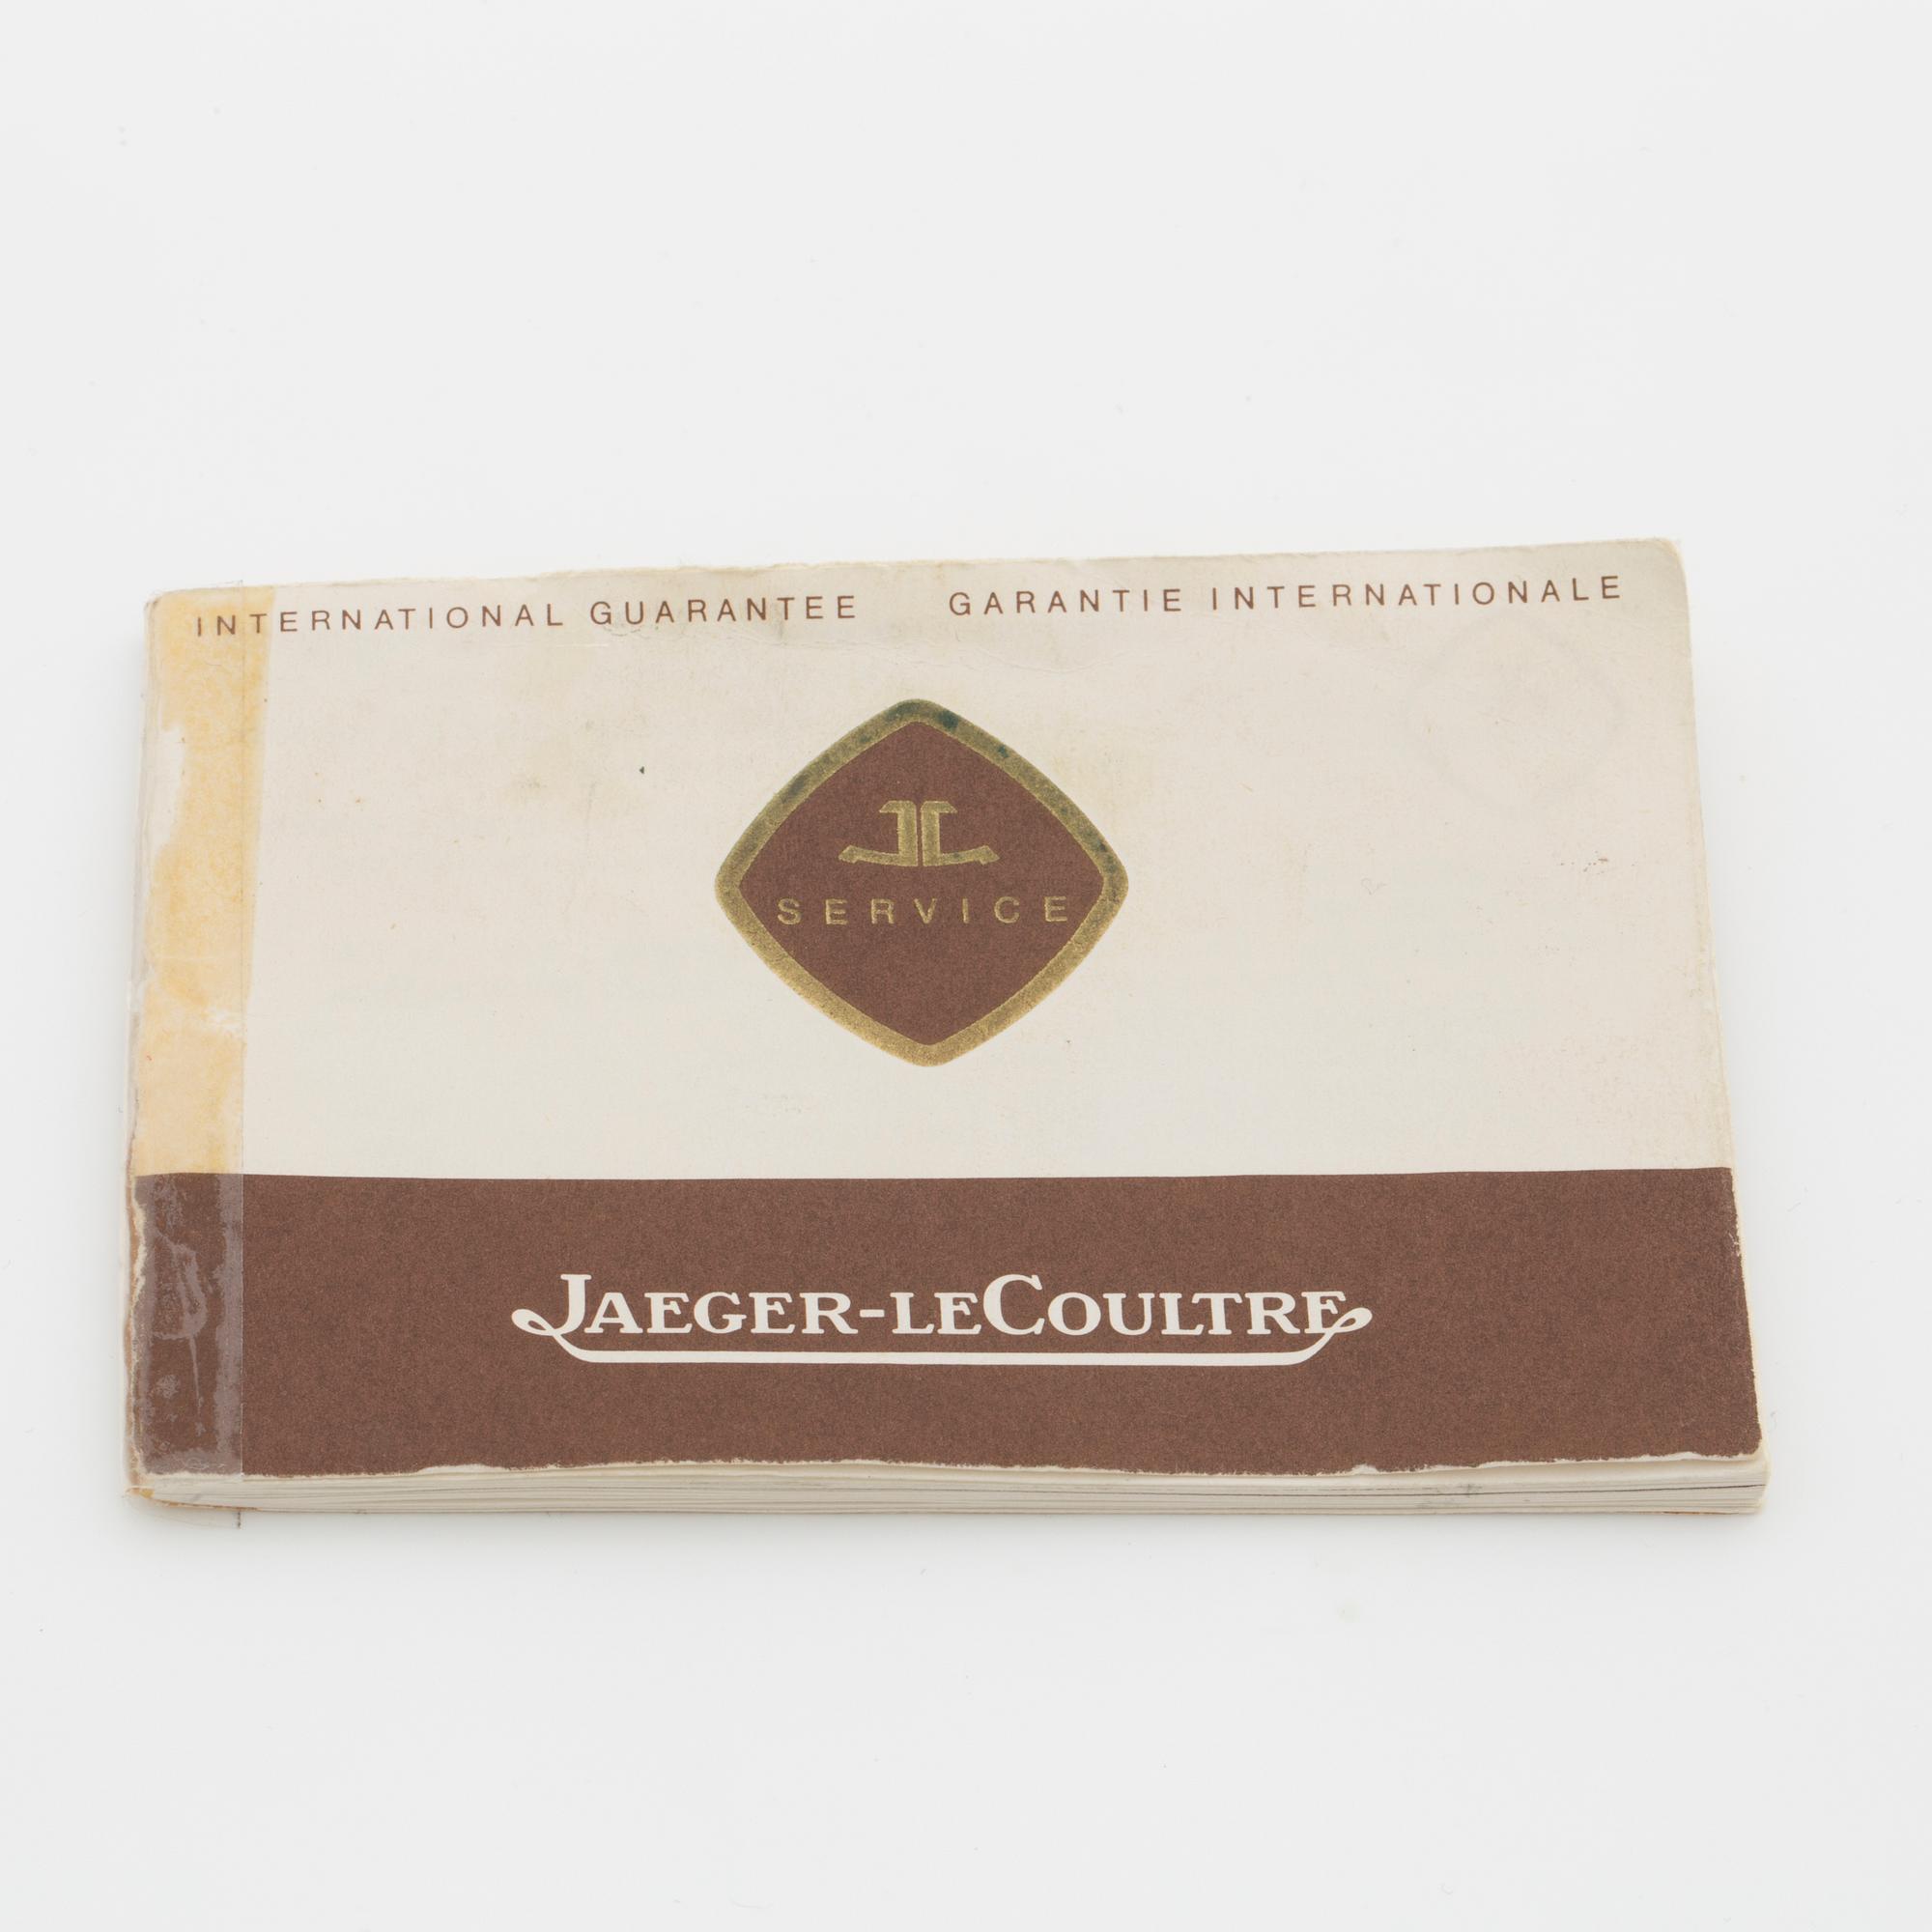 INTERNATIONAL GUARANTEE GARANTIE INTERNATIONALE
SERVICE
JAEGER-LECOULTRE